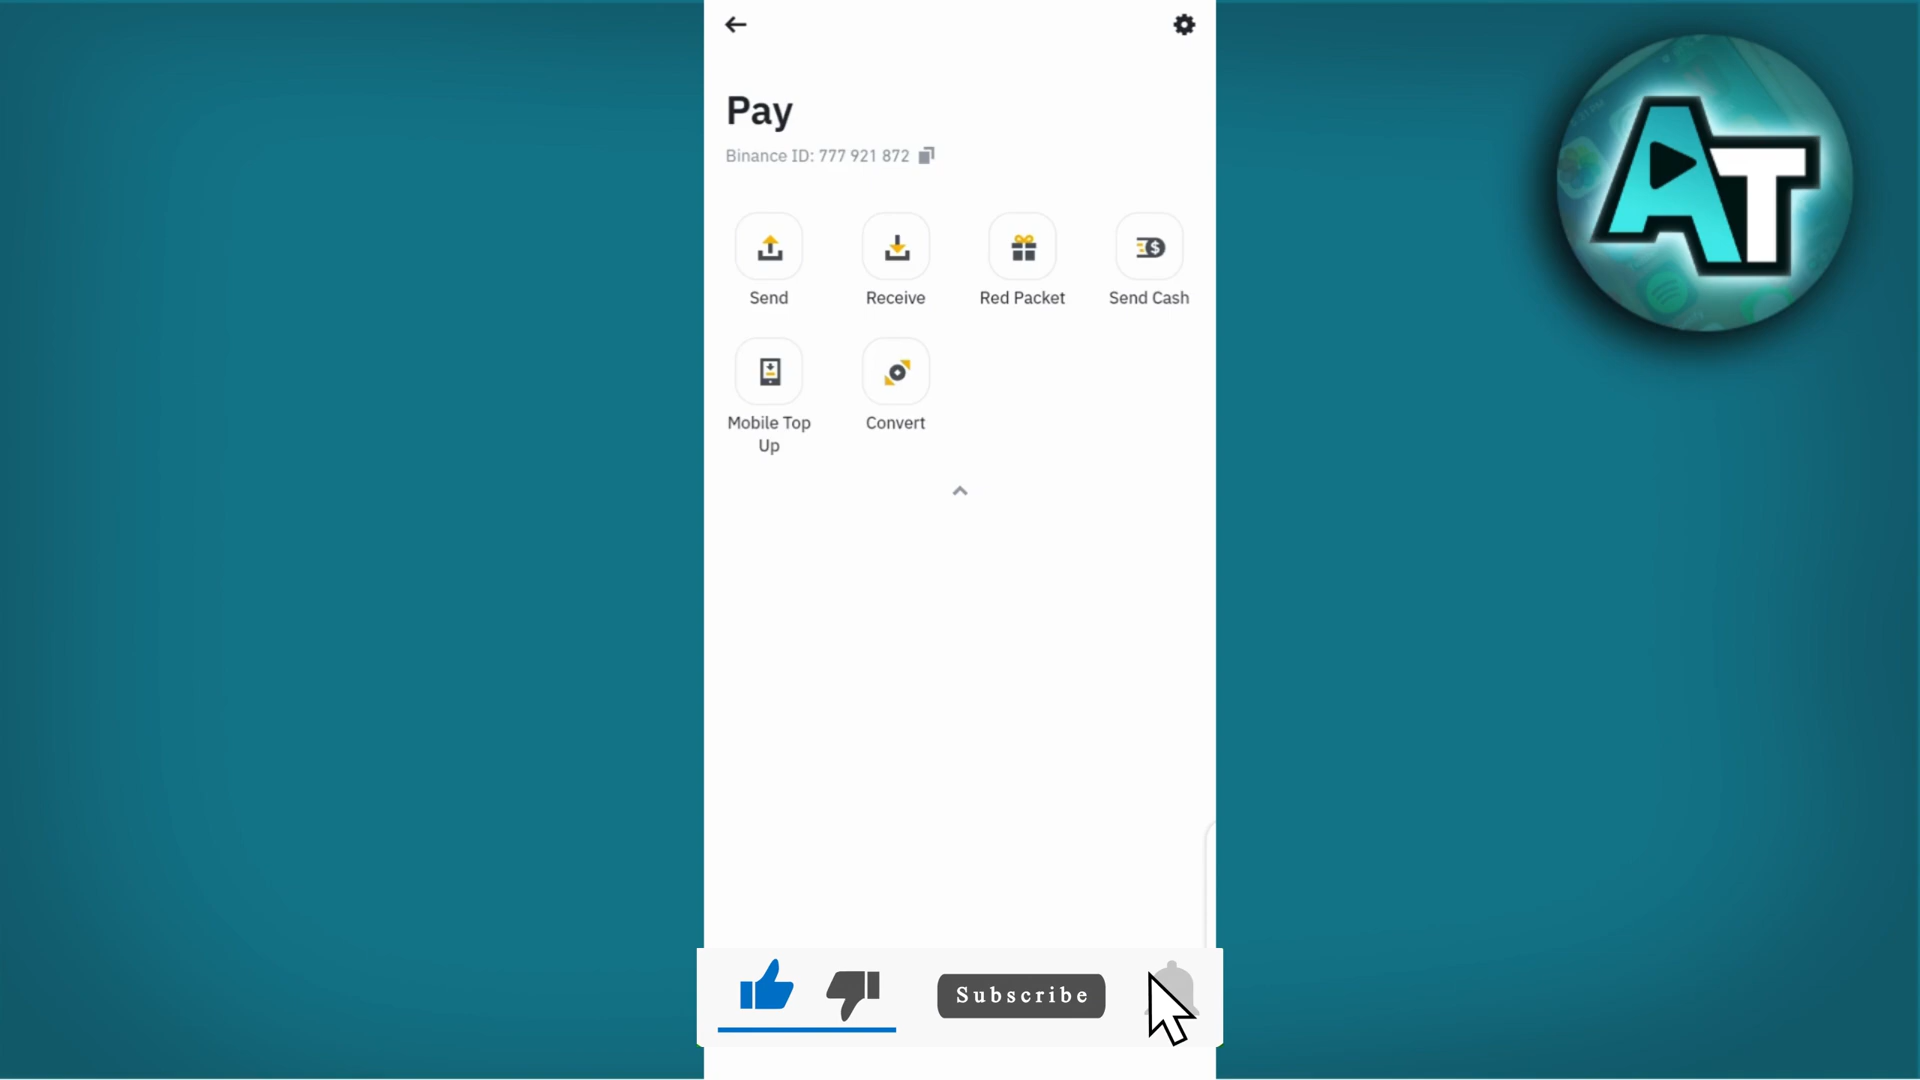 Pay
Binance ID: 777 921 872
Send
Receive
Red Packet
Send Cash
Mobile Top
Up
Convert
AT
Subscribe